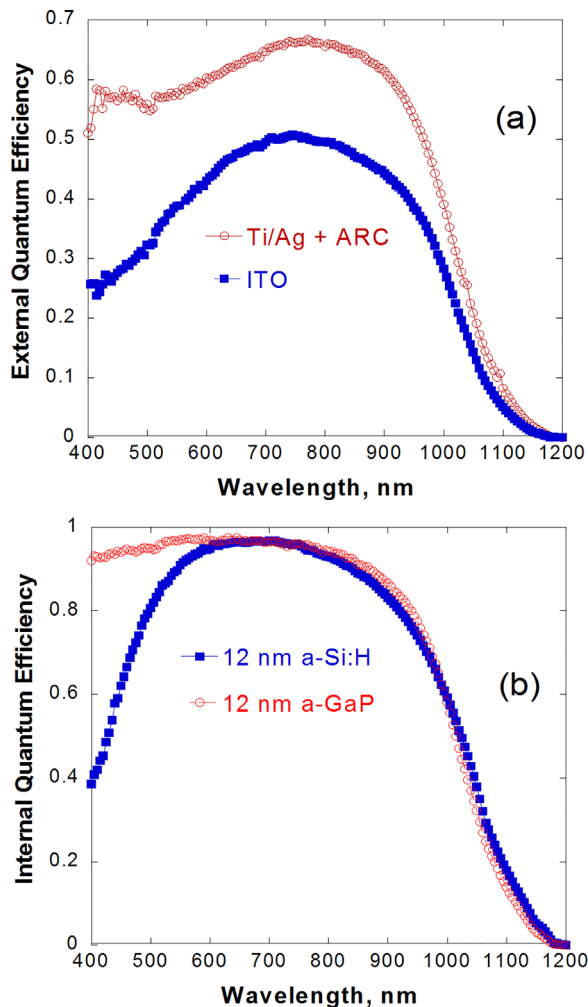 0.7
0.6
0.5
0.4
0.3
0.2
0.1
0
External Quantum Efficiency
(a)
Ti/Ag + ARC
ITO
400 500 600 700 800 900 1000 1100 1200
Wavelength, nm
1
0.8
0.6
0.4
0.2
0
Internal Quantum Efficiency
12 nm a-Si:H
(b)
12 nm a-GaP
400 500 600 700 800 900 1000 1100 1200
Wavelength, nm